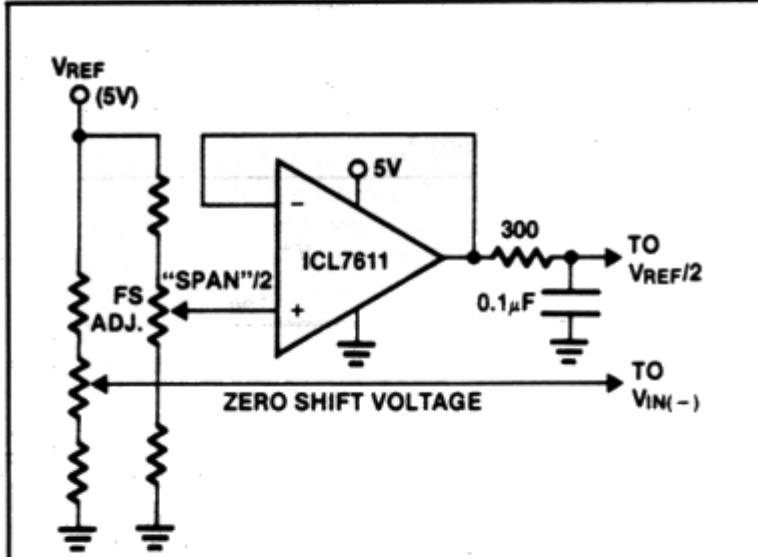 VREF
(5V)
5V
−
ICL7611
+
300
TO
VREF/2
0.1μF
"SPAN"/2
FS
ADJ.
ZERO SHIFT VOLTAGE
TO
VIN(−)